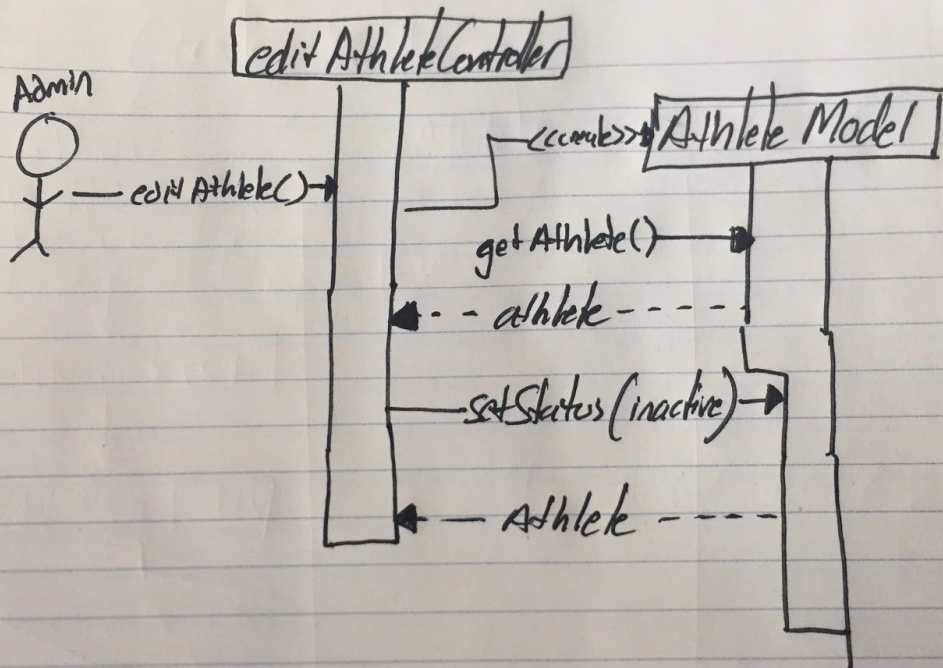 editAthleteController
Admin
Athlete Model
<<create>>
editAthlete()
getAthlete()
athlete
setStatus(inactive)
Athlete